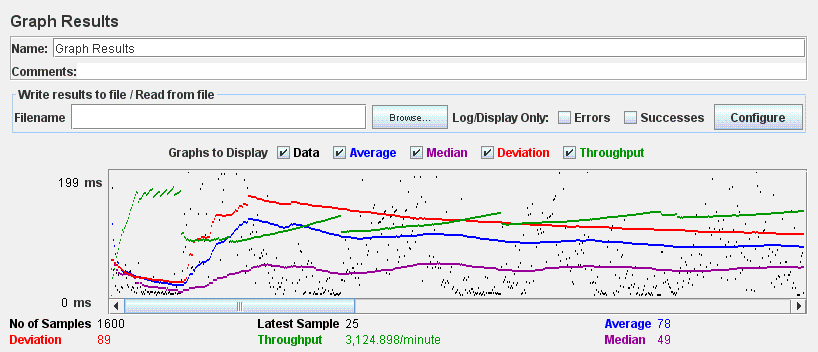 Graph Results
Name: Graph Results
Comments:
Write results to file / Read from file
Filename Browse... Log/Display Only: Errors Successes Configure
Graphs to Display Data Average Median Deviation Throughput
199 ms
0 ms
No of Samples 1600 Latest Sample 25 Average 78
Deviation 89 Throughput 3,124.898/minute Median 49